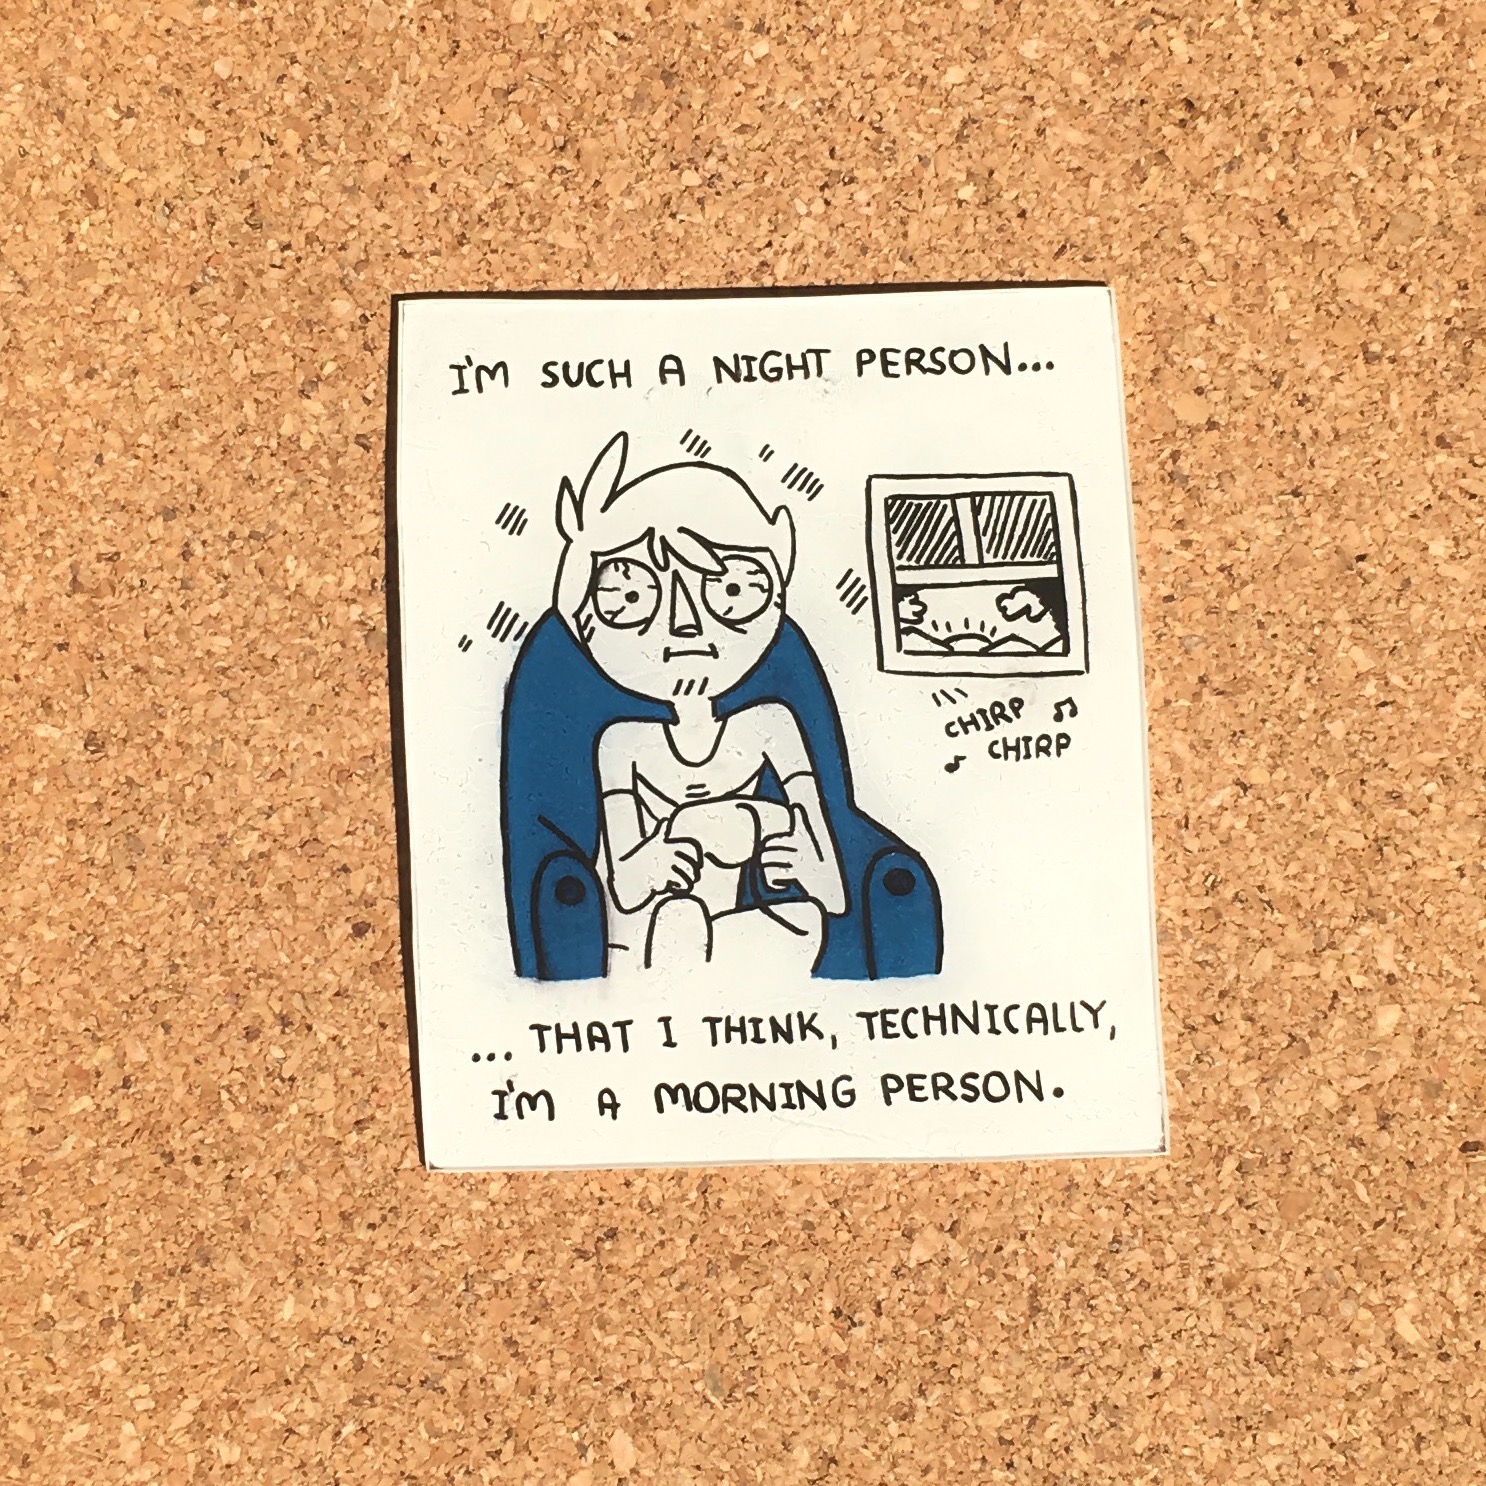 I'M SUCH A NIGHT PERSON...
CHIRP
CHIRP
... THAT I THINK, TECHNICALLY,
I'M A MORNING PERSON.